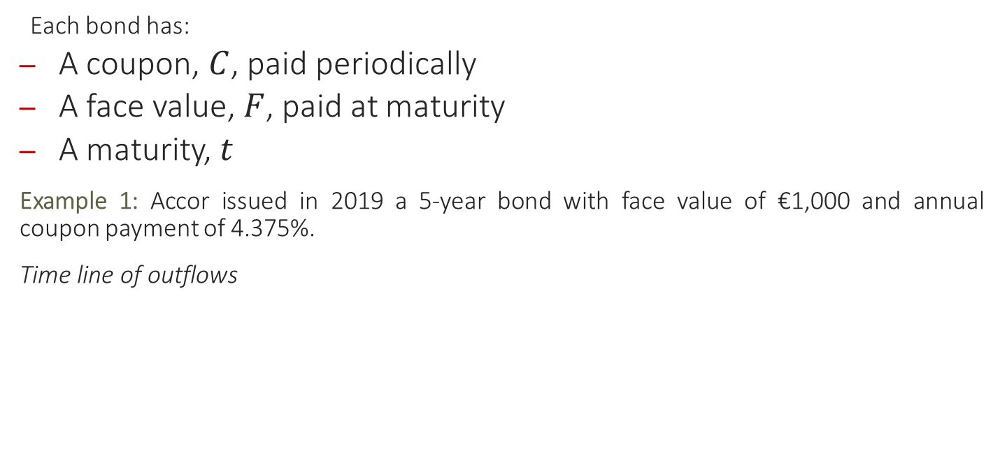 Each bond has:
– A coupon, C, paid periodically
– A face value, F, paid at maturity
– A maturity, t
Example 1: Accor issued in 2019 a 5-year bond with face value of €1,000 and annual
coupon payment of 4.375%.
Time line of outflows